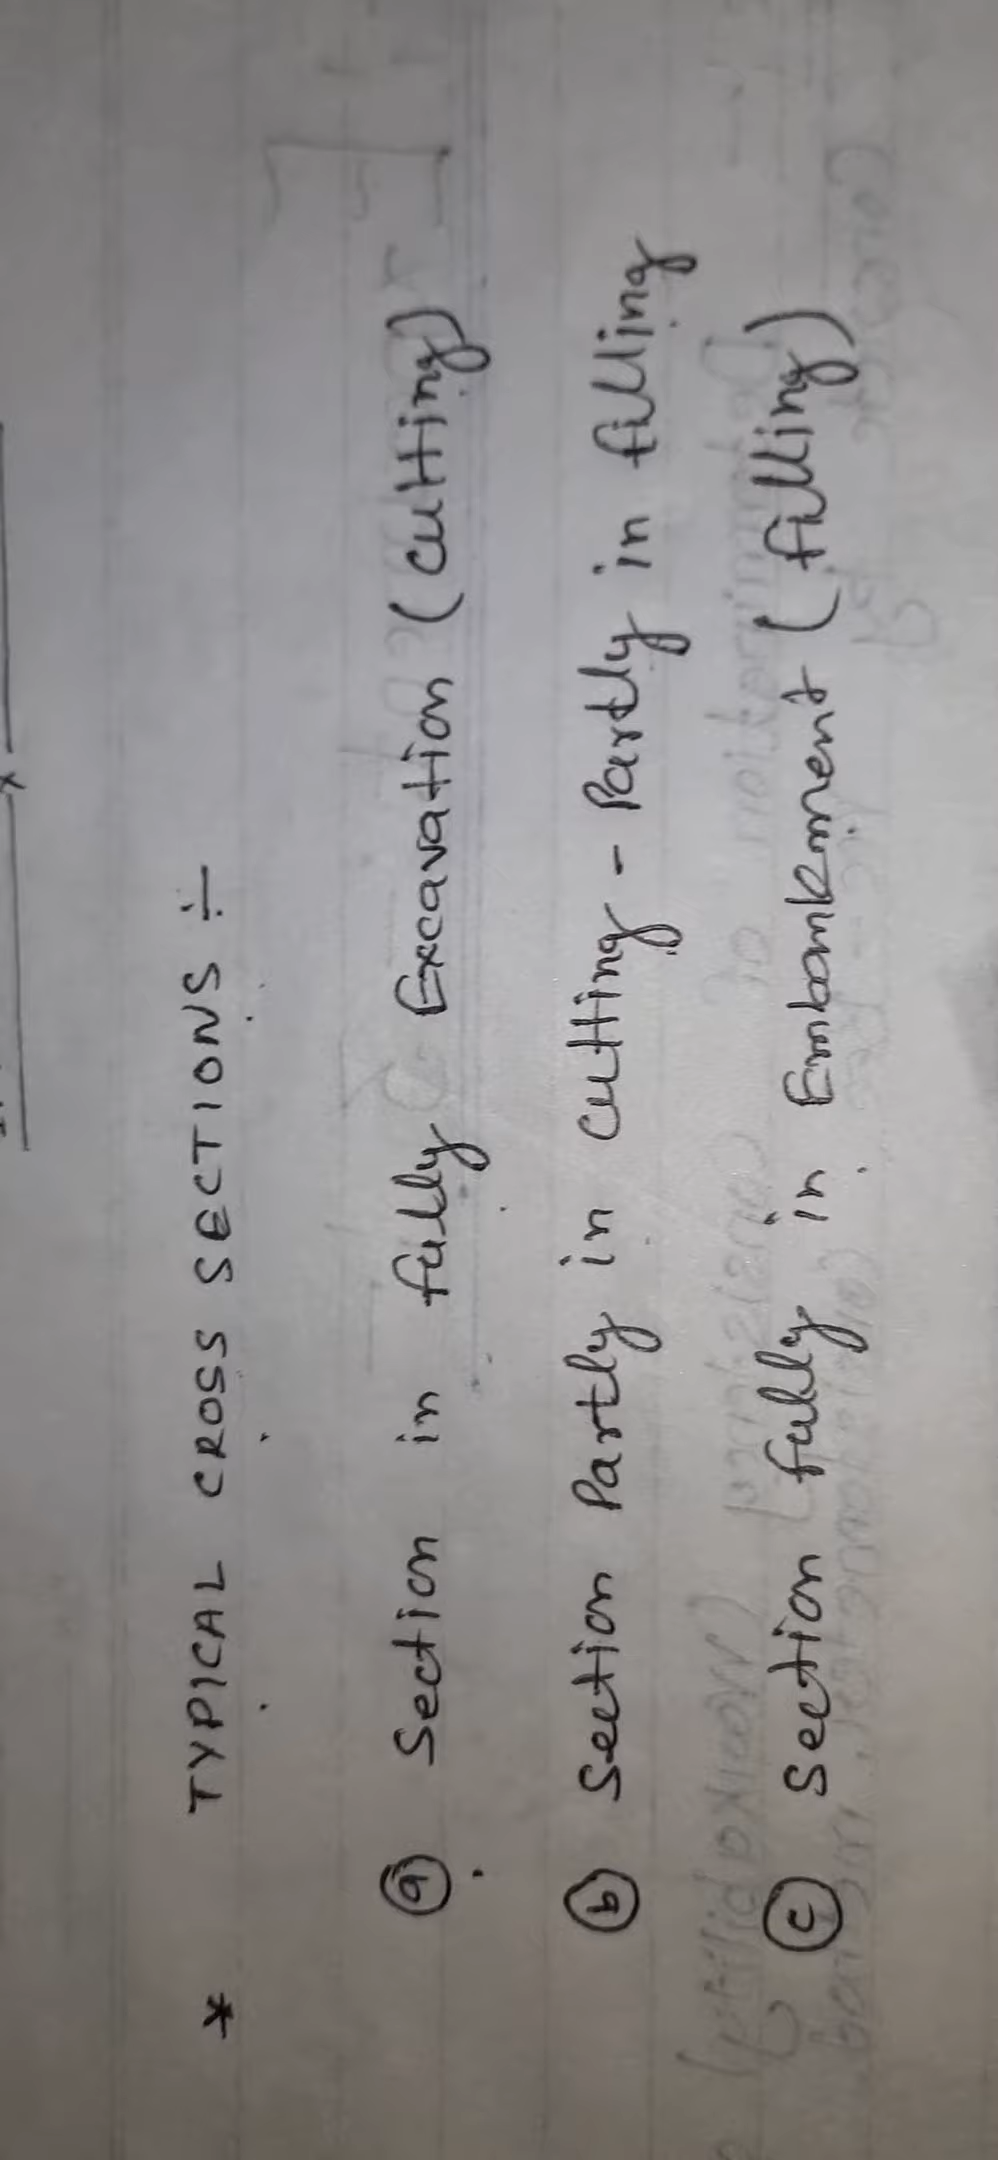 * TYPICAL CROSS SECTIONS ÷
(a) Section in fully Excavation (cutting)
(b) Section Partly in cutting - Partly in filling
(c) Section fully in Embankment (filling)